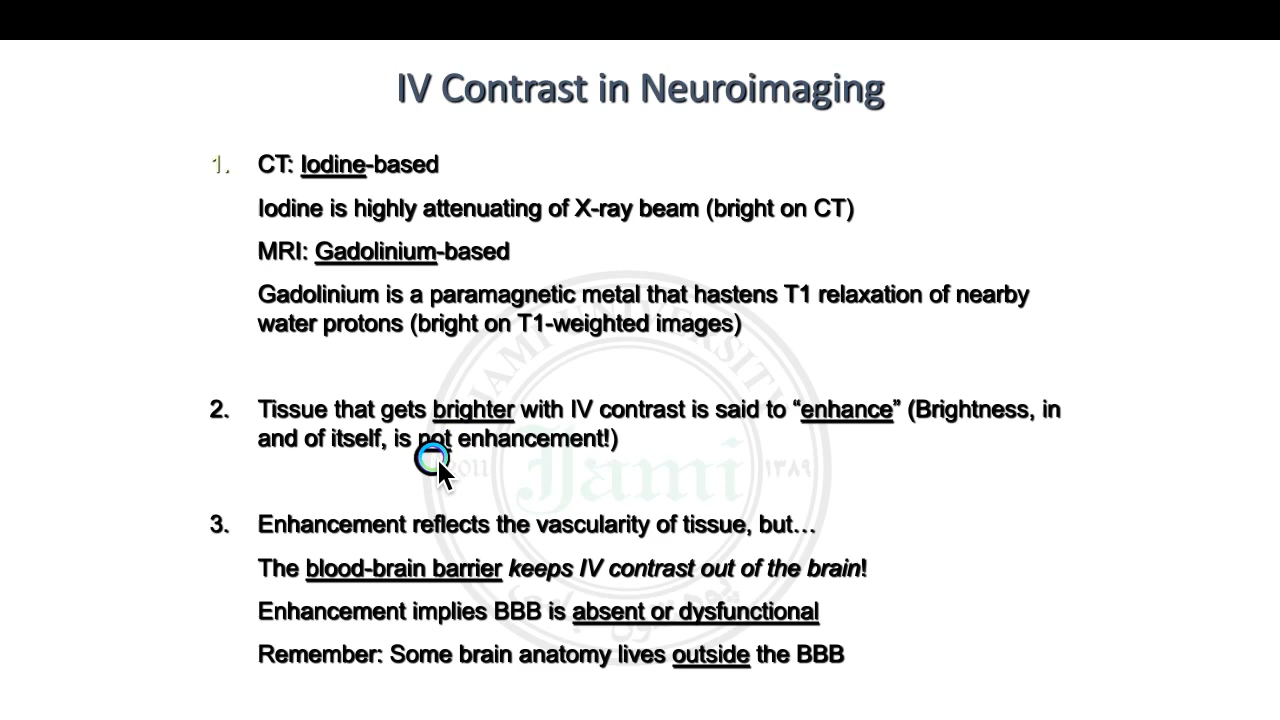 IV Contrast in Neuroimaging
1. CT: Iodine-based
Iodine is highly attenuating of X-ray beam (bright on CT)
MRI: Gadolinium-based
Gadolinium is a paramagnetic metal that hastens T1 relaxation of nearby
water protons (bright on T1-weighted images)
JAMI UNIVERSITY
2. Tissue that gets brighter with IV contrast is said to “enhance” (Brightness, in
and of itself, is not enhancement!)
Jami
١٣٨٩
3. Enhancement reflects the vascularity of tissue, but…
The blood-brain barrier keeps IV contrast out of the brain!
Enhancement implies BBB is absent or dysfunctional
Remember: Some brain anatomy lives outside the BBB